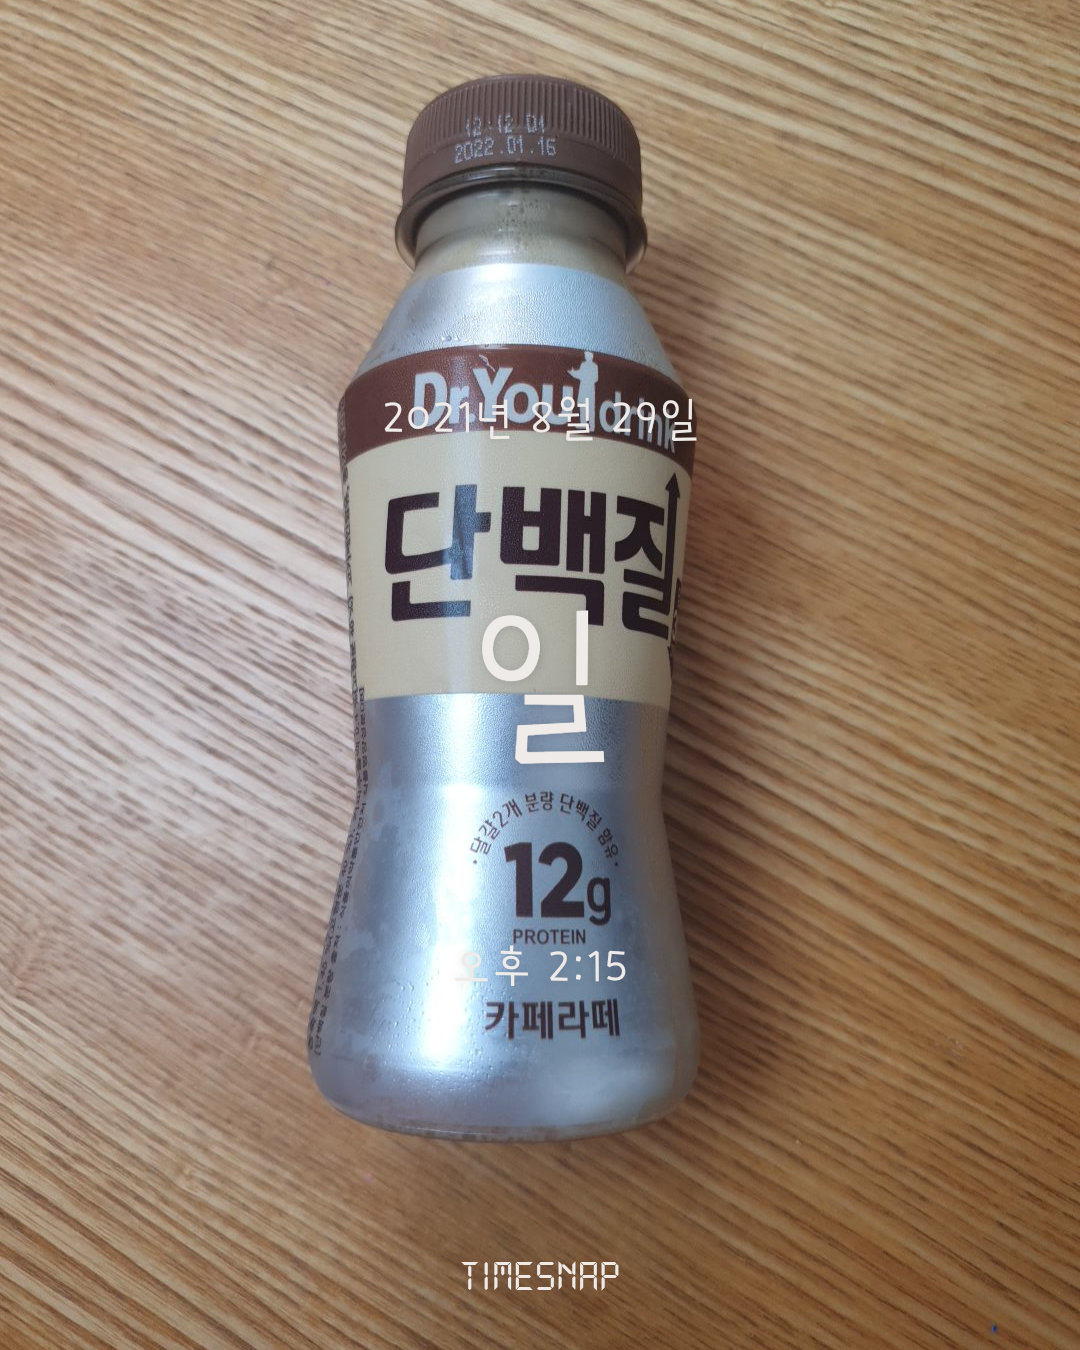 12:12 D1
2022.01.16
Dr.You drink
2021년 8월 29일
단백질
일
달걀2개 분량 단백질 함유
12g
PROTEIN
오후 2:15
카페라떼
TIMESNAP